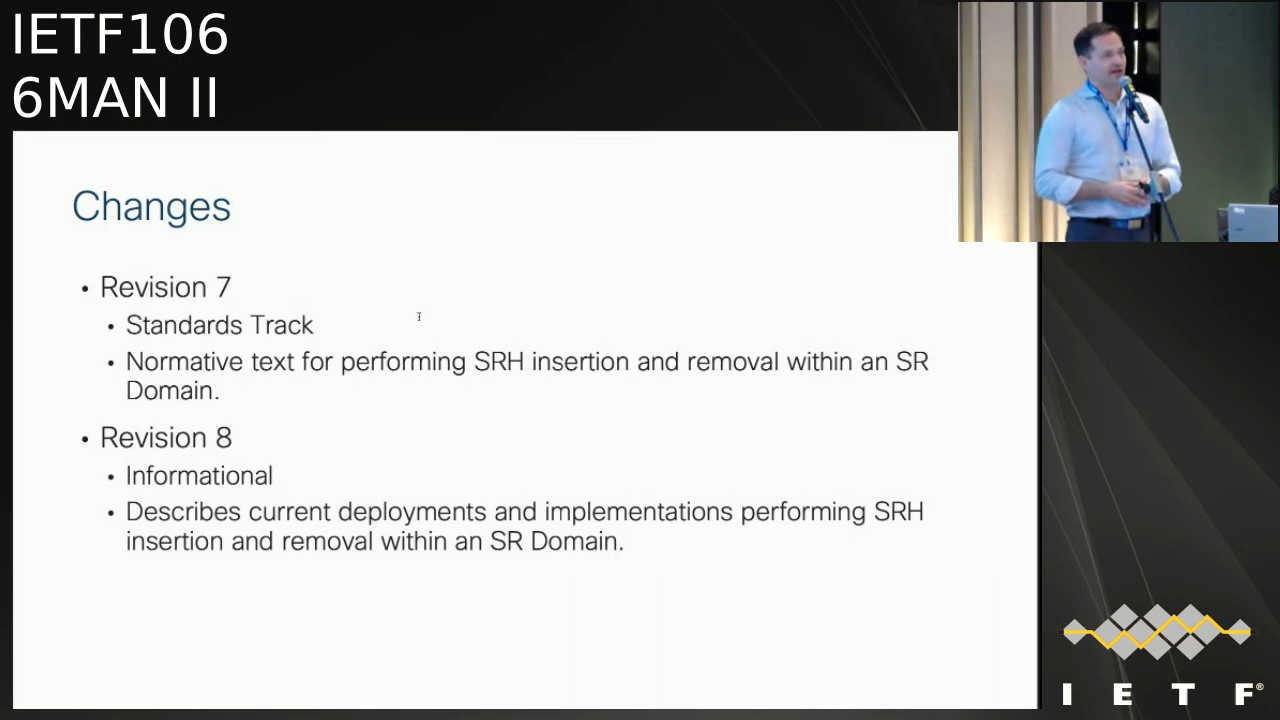 IETF106
6MAN II
Changes
• Revision 7
• Standards Track
• Normative text for performing SRH insertion and removal within an SR
Domain.
• Revision 8
• Informational
• Describes current deployments and implementations performing SRH
insertion and removal within an SR Domain.
I E T F®